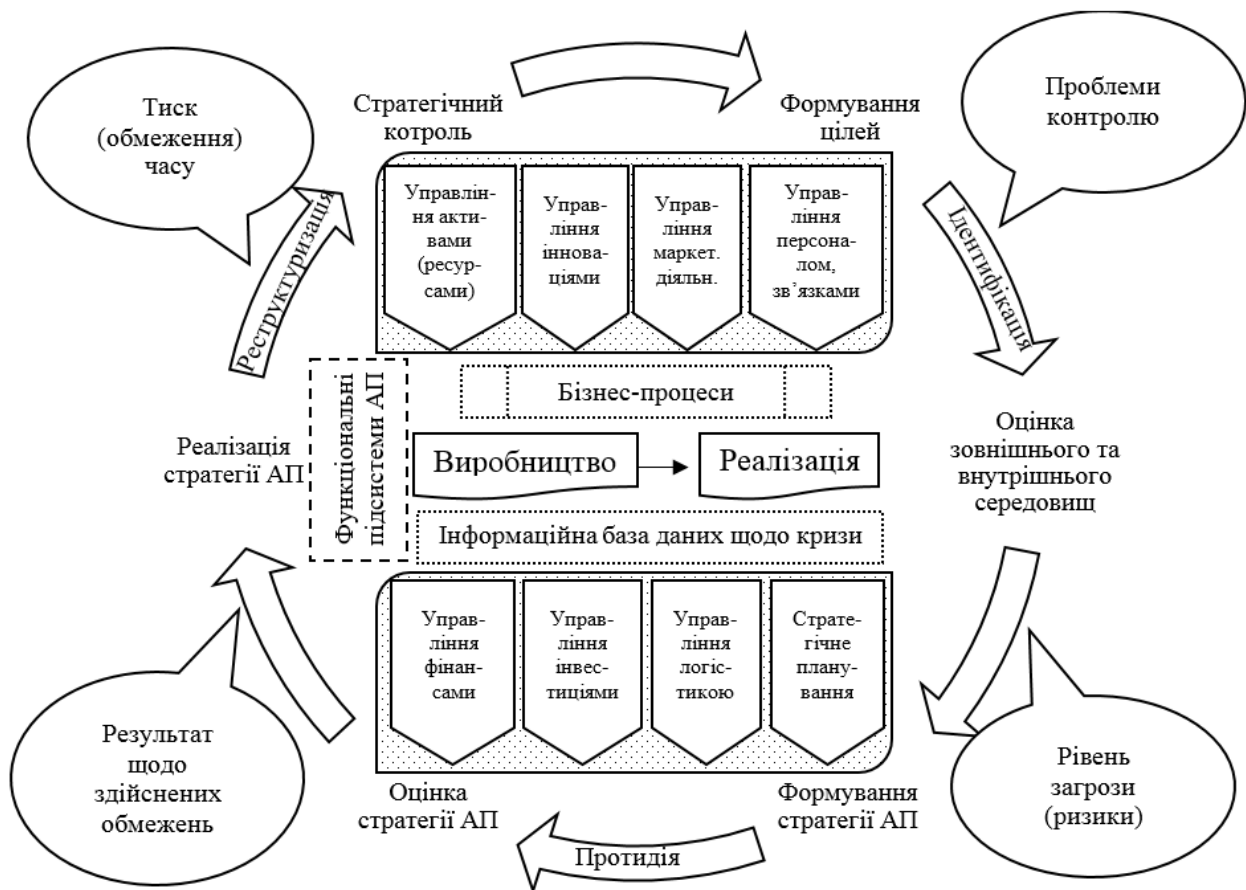 Тиск
(обмеження)
часу
Стратегічний
котроль
Формування
цілей
Проблеми
контролю
Реструктуризація
Ідентифікація
Управлін-
ня акти-
вами
(ресур-
сами)
Управ-
ління
іннова-
ціями
Управ-
ління
маркет.
діяльн.
Управ-
ління
персона-
лом,
зв’язками
Бізнес-процеси
Функціональні
підсистеми АП
Реалізація
стратегії АП
Виробництво
Реалізація
Оцінка
зовнішнього та
внутрішнього
середовищ
Інформаційна база даних щодо кризи
Управ-
ління
фінан-
сами
Управ-
ління
інвес-
тиціями
Управ-
ління
логіс-
тикою
Страте-
гічне
плану-
вання
Результат
щодо
здійснених
обмежень
Оцінка
стратегії АП
Формування
стратегії АП
Рівень
загрози
(ризики)
Протидія